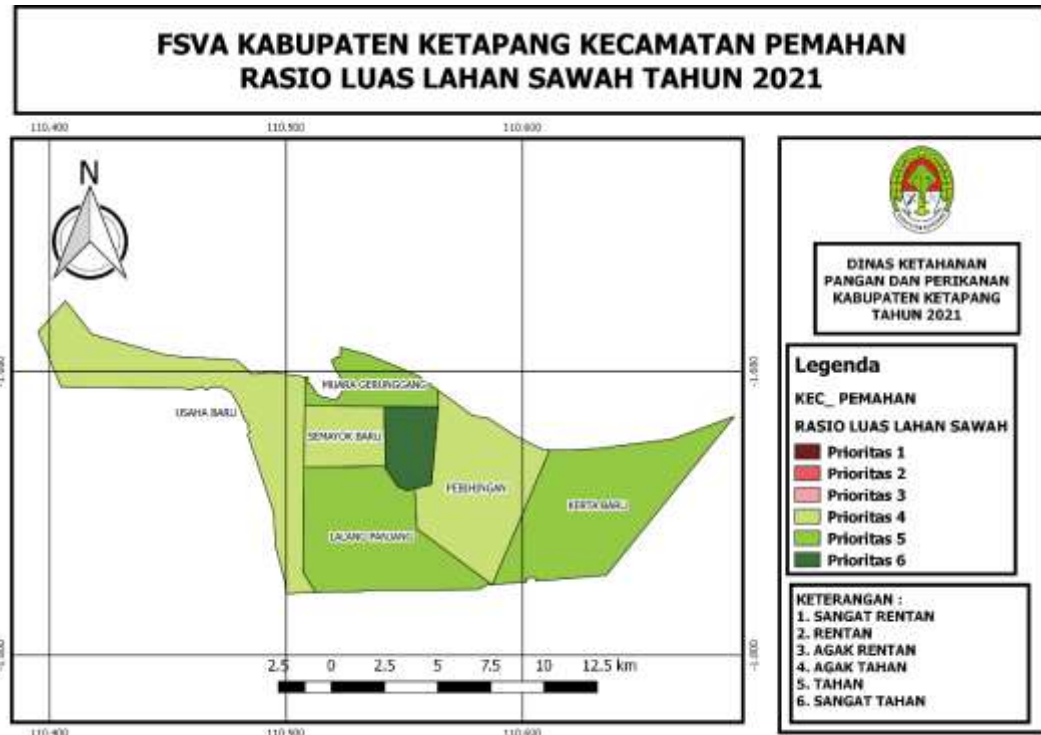 FSVA KABUPATEN KETAPANG KECAMATAN PEMAHAN
RASIO LUAS LAHAN SAWAH TAHUN 2021
110.400 110.500 110.600
N
DINAS KETAHANAN
PANGAN DAN PERIKANAN
KABUPATEN KETAPANG
TAHUN 2021
MUARA GERUNGGANG
USAHA BARU
SEMAYOK BARU
PEBIHINGAN
KERTA BARU
LALANG PANJANG
Legenda
KEC_ PEMAHAN
RASIO LUAS LAHAN SAWAH
Prioritas 1
Prioritas 2
Prioritas 3
Prioritas 4
Prioritas 5
Prioritas 6
KETERANGAN :
1. SANGAT RENTAN
2. RENTAN
3. AGAK RENTAN
4. AGAK TAHAN
5. TAHAN
6. SANGAT TAHAN
2.5 0 2.5 5 7.5 10 12.5 km
110.400 110.500 110.600